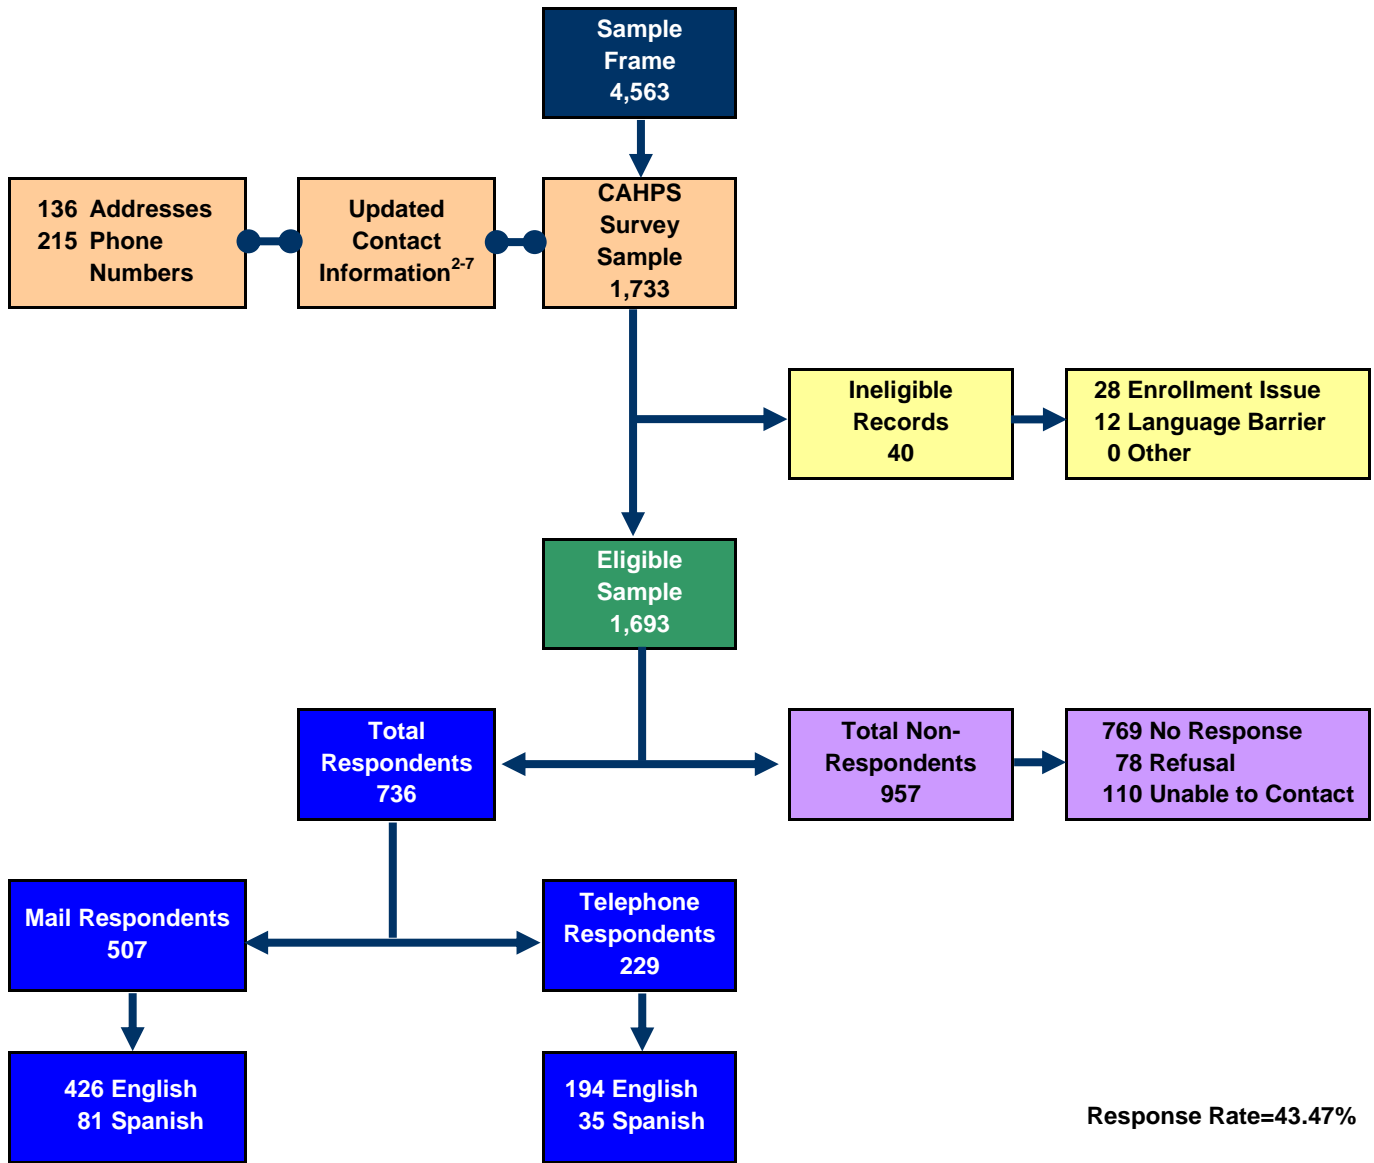 Sample
Frame
4,563
136 Addresses
215 Phone
Numbers
Updated
Contact
Information2-7
CAHPS
Survey
Sample
1,733
Ineligible
Records
40
28 Enrollment Issue
12 Language Barrier
0 Other
Eligible
Sample
1,693
Total
Respondents
736
Total Non-
Respondents
957
769 No Response
78 Refusal
110 Unable to Contact
Mail Respondents
507
Telephone
Respondents
229
426 English
81 Spanish
194 English
35 Spanish
Response Rate=43.47%